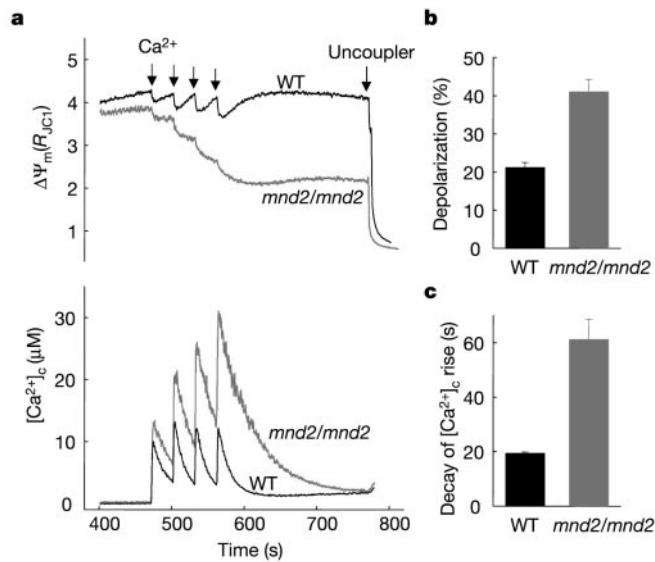 a
Ca²⁺
Uncoupler
WT
mnd2/mnd2
5
4
3
2
1
ΔΨm(RJC1)
30
20
10
0
[Ca²⁺]c (μM)
mnd2/mnd2
WT
400 500 600 700 800
Time (s)
b
50
40
30
20
10
0
Depolarization (%)
WT mnd2/mnd2
c
60
40
20
0
Decay of [Ca²⁺]c rise (s)
WT mnd2/mnd2